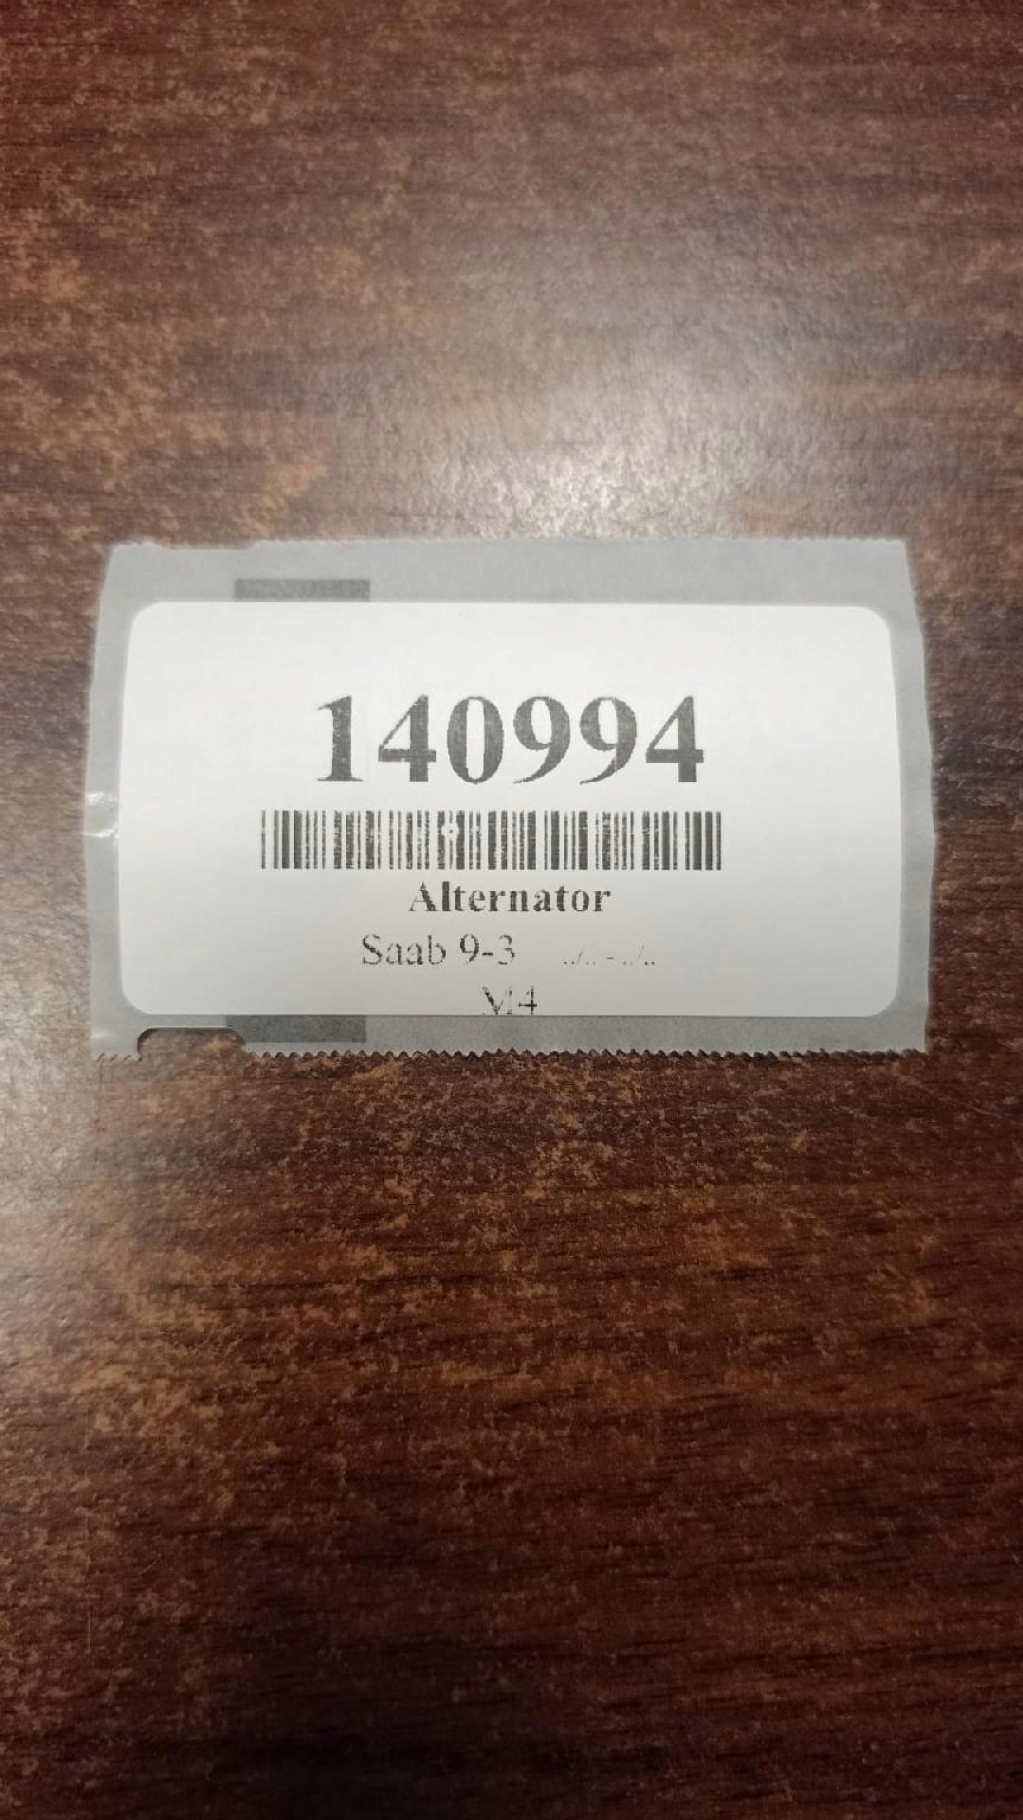 140994
Alternator
Saab 9-3 ../.. - ../..
M4